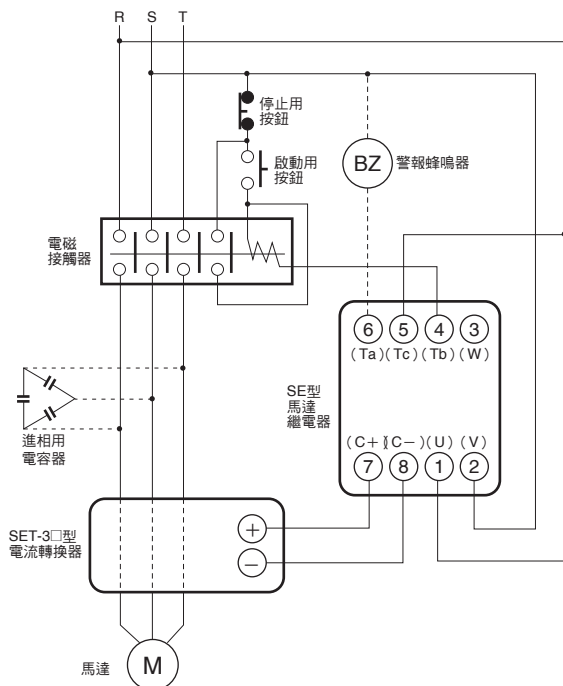 R S T
停止用
按鈕
啟動用
按鈕
BZ 警報蜂鳴器
電磁
接觸器
6 5 4 3
(Ta) (Tc) (Tb) (W)
SE型
馬達
繼電器
(C+) (C−) (U) (V)
7 8 1 2
進相用
電容器
SET-3□型
電流轉換器
+
−
馬達 M